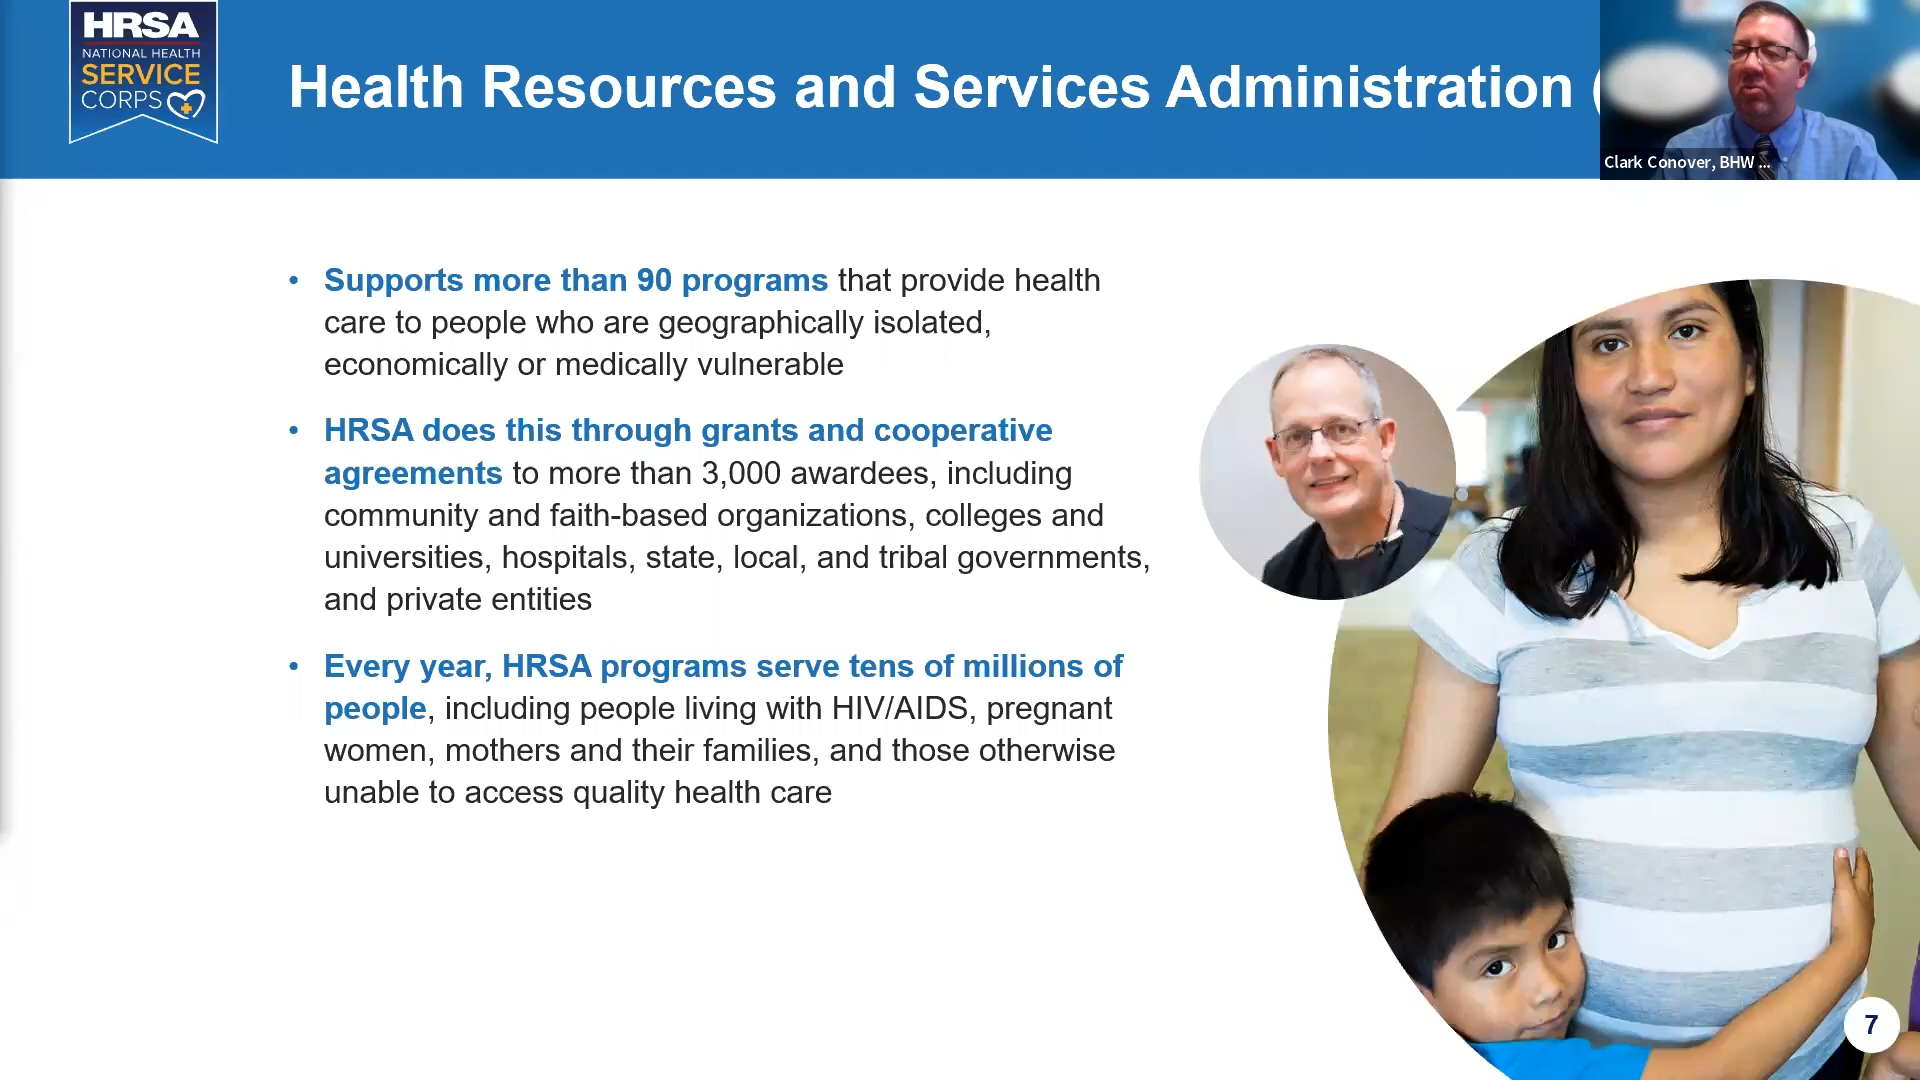 HRSA
NATIONAL HEALTH
SERVICE
CORPS
Health Resources and Services Administration (
Clark Conover, BHW ...
• Supports more than 90 programs that provide health
care to people who are geographically isolated,
economically or medically vulnerable
• HRSA does this through grants and cooperative
agreements to more than 3,000 awardees, including
community and faith-based organizations, colleges and
universities, hospitals, state, local, and tribal governments,
and private entities
• Every year, HRSA programs serve tens of millions of
people, including people living with HIV/AIDS, pregnant
women, mothers and their families, and those otherwise
unable to access quality health care
7